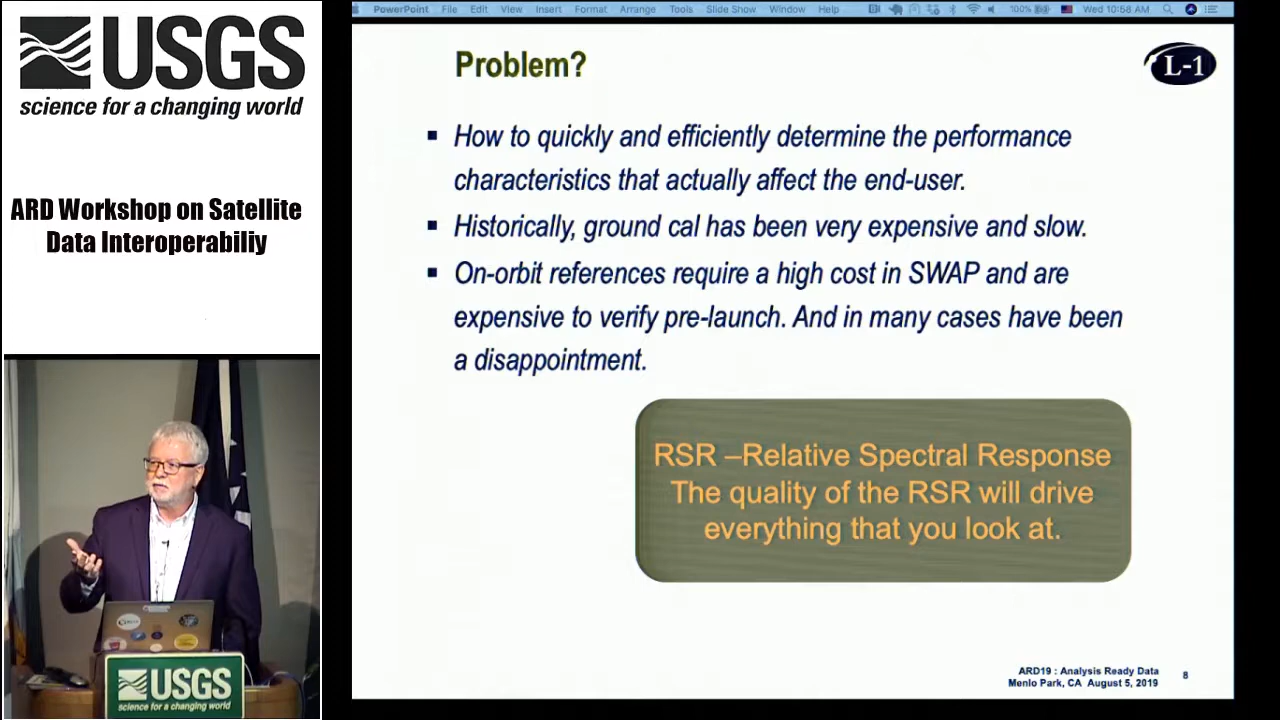 USGS
science for a changing world
ARD Workshop on Satellite
Data Interoperabiliy
PowerPoint File Edit View Insert Format Arrange Tools Slide Show Window Help 100% Wed 10:58 AM
Problem?
L-1
▪ How to quickly and efficiently determine the performance
characteristics that actually affect the end-user.
▪ Historically, ground cal has been very expensive and slow.
▪ On-orbit references require a high cost in SWAP and are
expensive to verify pre-launch. And in many cases have been
a disappointment.
RSR –Relative Spectral Response
The quality of the RSR will drive
everything that you look at.
ARD19 : Analysis Ready Data
Menlo Park, CA August 5, 2019
8
USGS
science for a changing world